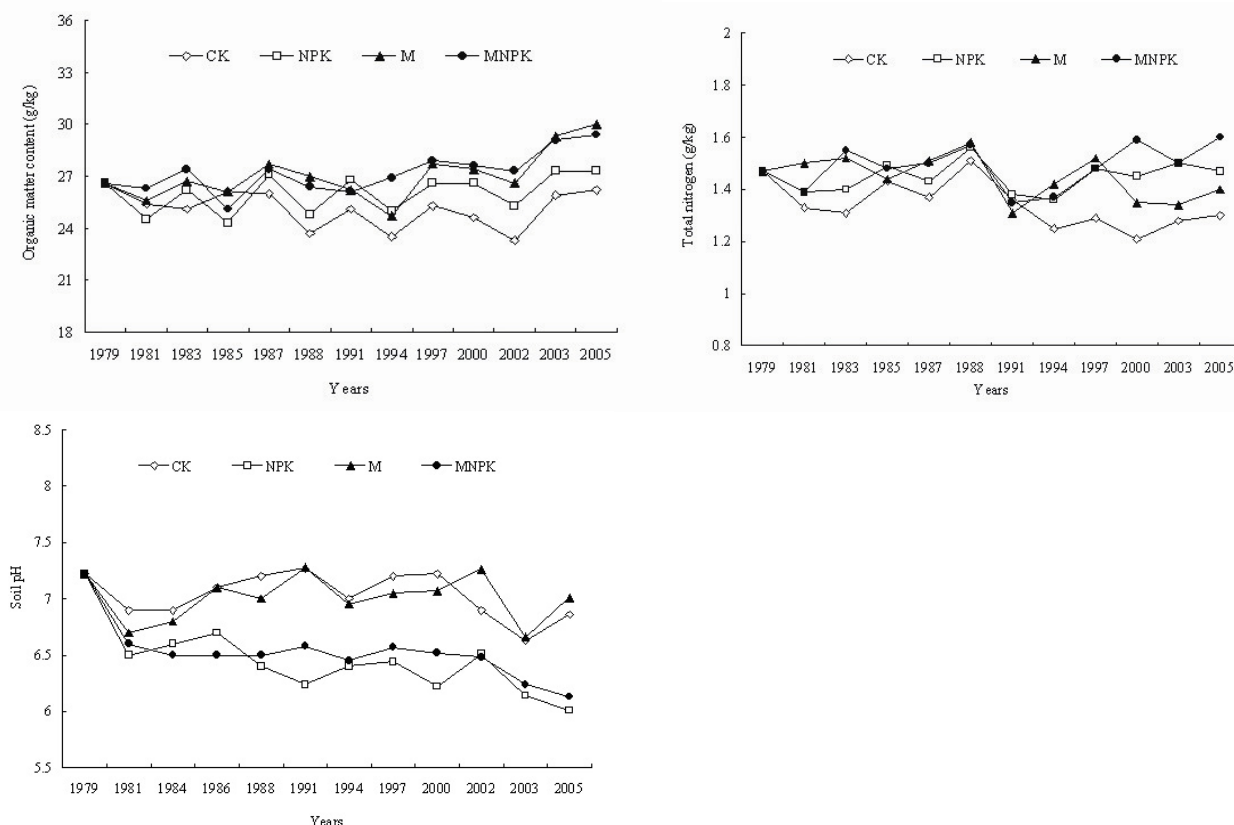 36
33
30
27
24
21
18
Organic matter content (g/kg)
CK NPK M MNPK
1979 1981 1983 1985 1987 1988 1991 1994 1997 2000 2002 2003 2005
Years
2
1.8
1.6
1.4
1.2
1
0.8
Total nitrogen (g/kg)
CK NPK M MNPK
1979 1981 1983 1985 1987 1988 1991 1994 1997 2000 2003 2005
Years
8.5
8
7.5
7
6.5
6
5.5
Soil pH
CK NPK M MNPK
1979 1981 1984 1986 1988 1991 1994 1997 2000 2002 2003 2005
Years